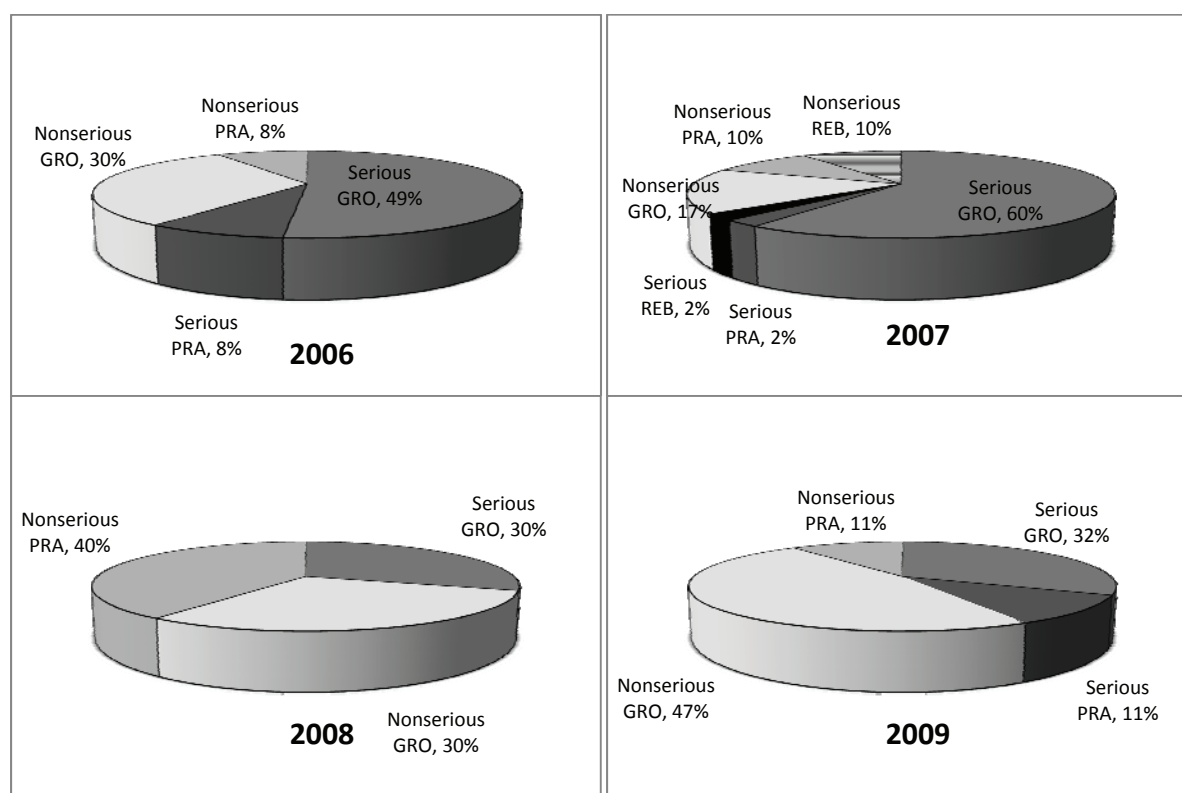 Nonserious
PRA, 8%
Nonserious
GRO, 30%
Serious
GRO, 49%
Serious
PRA, 8%
2006
Nonserious
REB, 10%
Nonserious
PRA, 10%
Nonserious
GRO, 17%
Serious
GRO, 60%
Serious
REB, 2%
Serious
PRA, 2%
2007
Nonserious
PRA, 40%
Serious
GRO, 30%
Nonserious
GRO, 30%
2008
Nonserious
PRA, 11%
Serious
GRO, 32%
Nonserious
GRO, 47%
Serious
PRA, 11%
2009